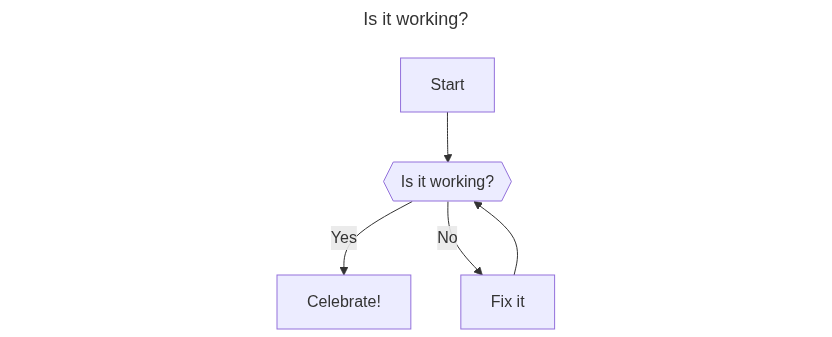 Is it working?
Start
Is it working?
Yes
No
Celebrate!
Fix it